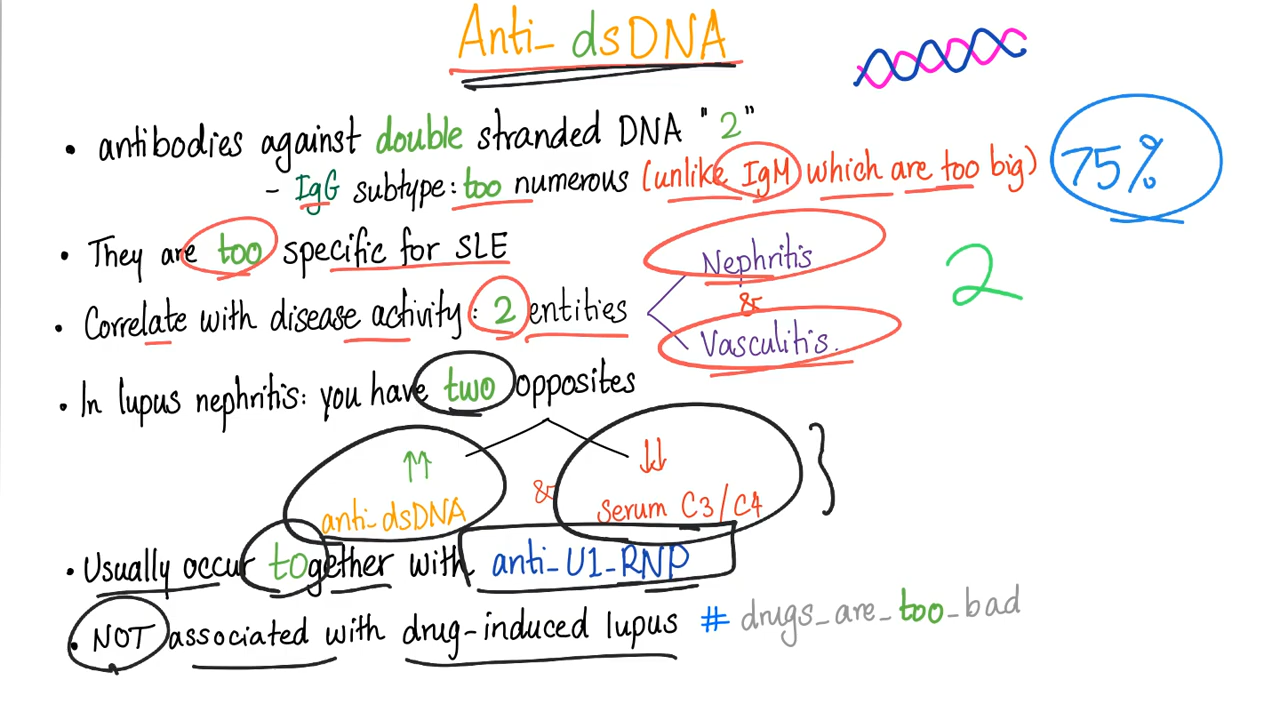 Anti-dsDNA
• antibodies against double stranded DNA "2"
- IgG subtype: too numerous (unlike IgM which are too big)
75%
• They are too specific for SLE
2
• Correlate with disease activity: 2 entities
Nephritis
&
Vasculitis.
• In lupus nephritis: you have two opposites
↑↑ ↓↓
anti-dsDNA & Serum C3/C4
• Usually occur together with anti-U1-RNP
• NOT associated with drug-induced lupus # drugs_are_too_bad